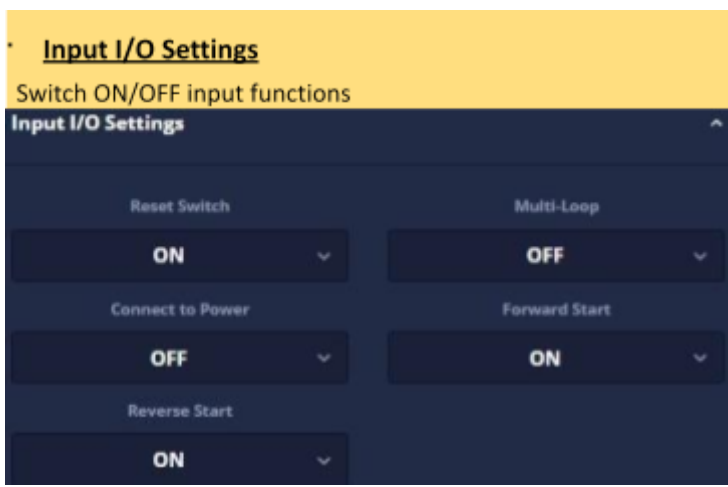 Input I/O Settings
Switch ON/OFF input functions
Input I/O Settings
Reset Switch
Multi-Loop
ON
OFF
Connect to Power
Forward Start
OFF
ON
Reverse Start
ON